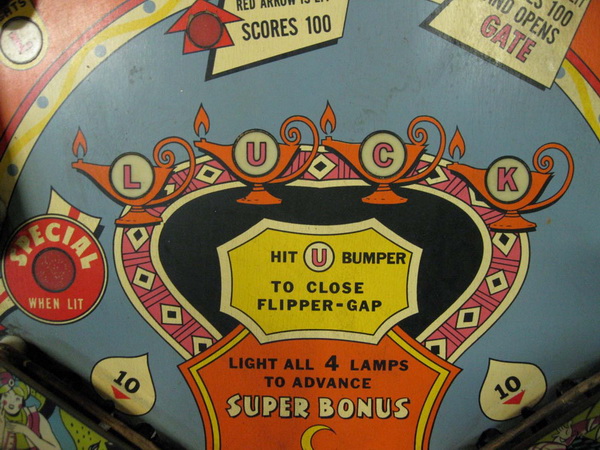 RED ARROW IS LIT
SCORES 100
100
AND OPENS
GATE
L U C K
SPECIAL
WHEN LIT
HIT U BUMPER
TO CLOSE
FLIPPER-GAP
LIGHT ALL 4 LAMPS
TO ADVANCE
SUPER BONUS
10
10